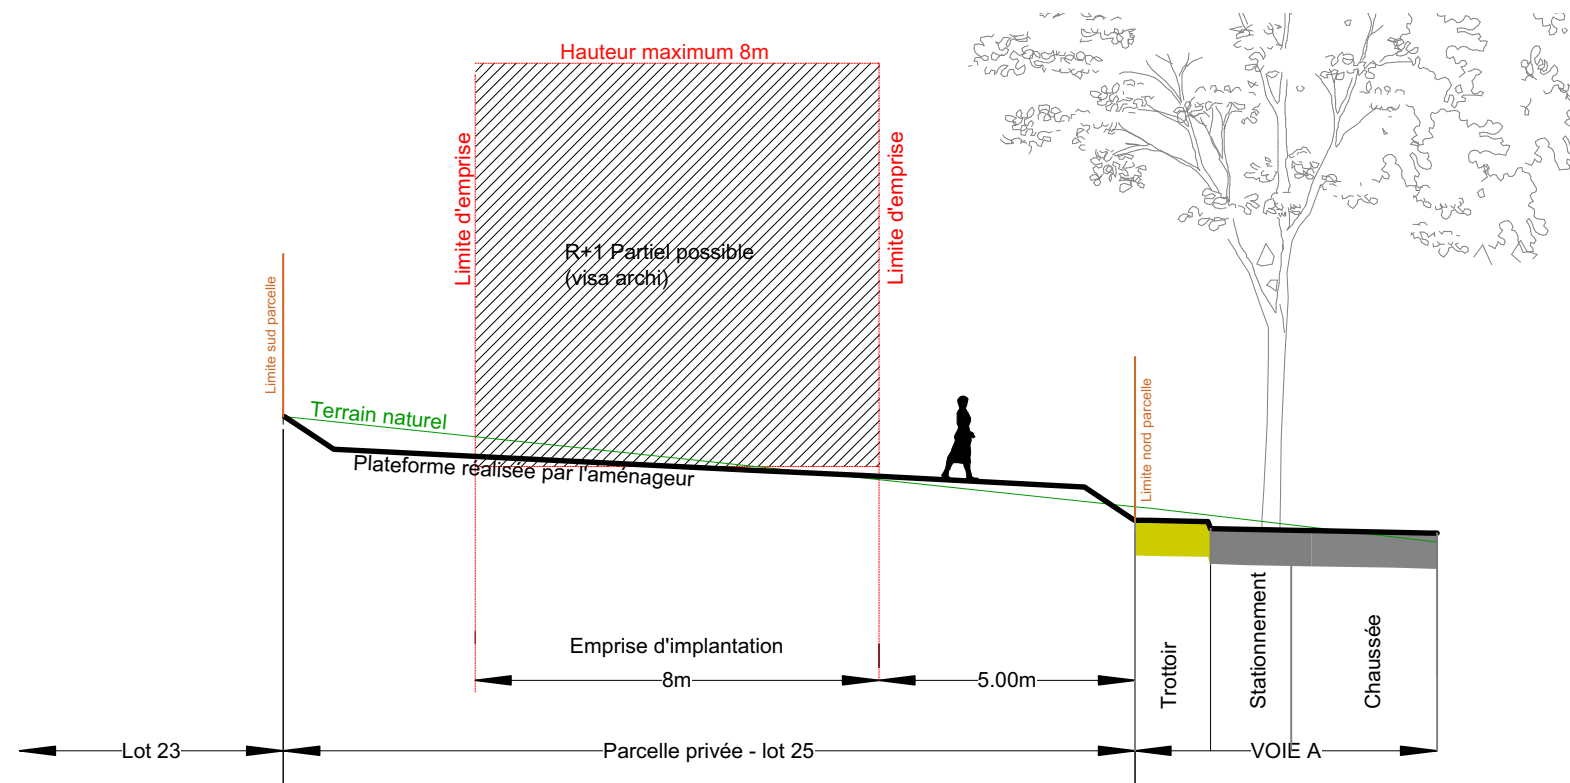 Hauteur maximum 8m
Limite d'emprise
Limite d'emprise
R+1 Partiel possible
(visa archi)
Limite sud parcelle
Terrain naturel
Plateforme réalisée par l'aménageur
Limite nord parcelle
Emprise d'implantation
8m
5.00m
Trottoir
Stationnement
Chaussée
Lot 23
Parcelle privée - lot 25
VOIE A